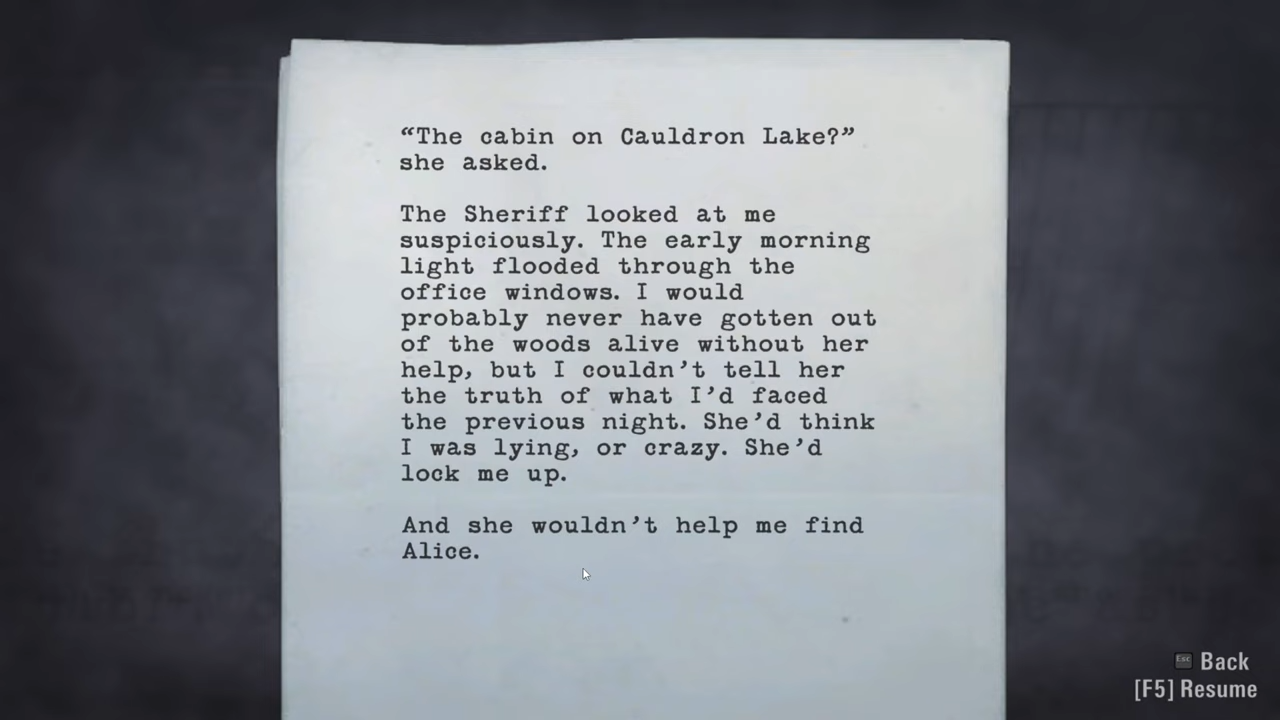 “The cabin on Cauldron Lake?”
she asked.
The Sheriff looked at me
suspiciously. The early morning
light flooded through the
office windows. I would
probably never have gotten out
of the woods alive without her
help, but I couldn’t tell her
the truth of what I’d faced
the previous night. She’d think
I was lying, or crazy. She’d
lock me up.
And she wouldn’t help me find
Alice.
Esc Back
[F5] Resume